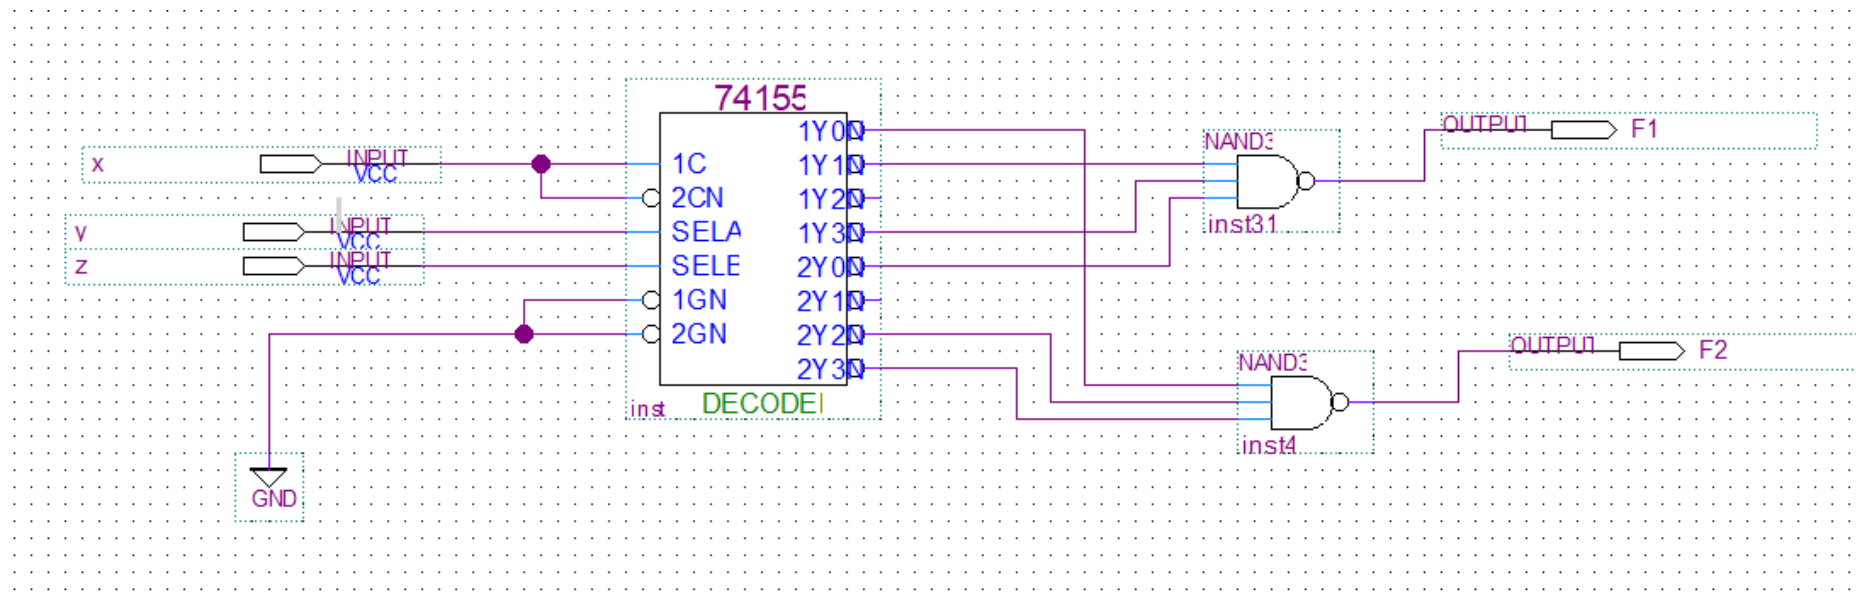 74155
x
INPUT
VCC
y
INPUT
VCC
z
INPUT
VCC
1C
2CN
SELA
SELB
1GN
2GN
1Y0N
1Y1N
1Y2N
1Y3N
2Y0N
2Y1N
2Y2N
2Y3N
inst
DECODE
GND
NAND3
inst31
OUTPUT
F1
NAND3
inst4
OUTPUT
F2